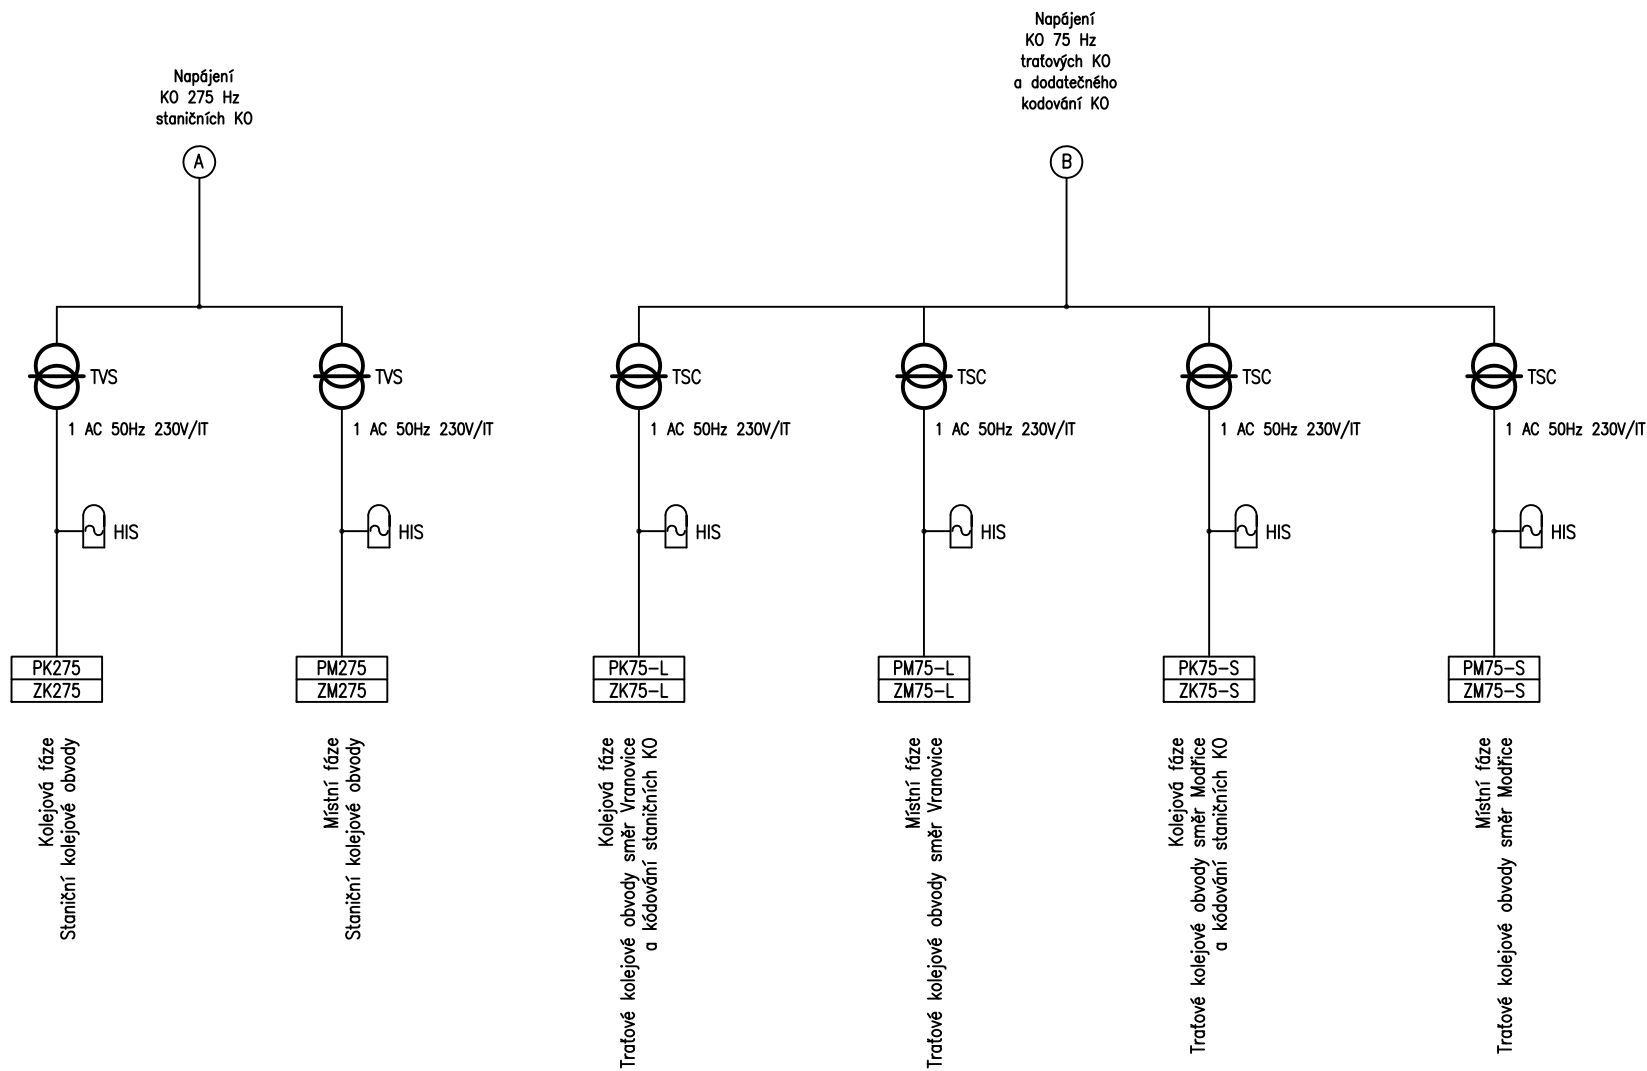 Napájení
KO 275 Hz
staničních KO
A
Napájení
KO 75 Hz
traťových KO
a dodatečného
kodování KO
B
TVS
TVS
TSC
TSC
TSC
TSC
1 AC 50Hz 230V/IT
1 AC 50Hz 230V/IT
1 AC 50Hz 230V/IT
1 AC 50Hz 230V/IT
1 AC 50Hz 230V/IT
1 AC 50Hz 230V/IT
HIS
HIS
HIS
HIS
HIS
HIS
PK275
ZK275
PM275
ZM275
PK75-L
ZK75-L
PM75-L
ZM75-L
PK75-S
ZK75-S
PM75-S
ZM75-S
Kolejová fáze
Staniční kolejové obvody
Místní fáze
Staniční kolejové obvody
Kolejová fáze
Traťové kolejové obvody směr Vranovice
a kódování staničních KO
Místní fáze
Traťové kolejové obvody směr Vranovice
Kolejová fáze
Traťové kolejové obvody směr Modřice
a kódování staničních KO
Místní fáze
Traťové kolejové obvody směr Modřice